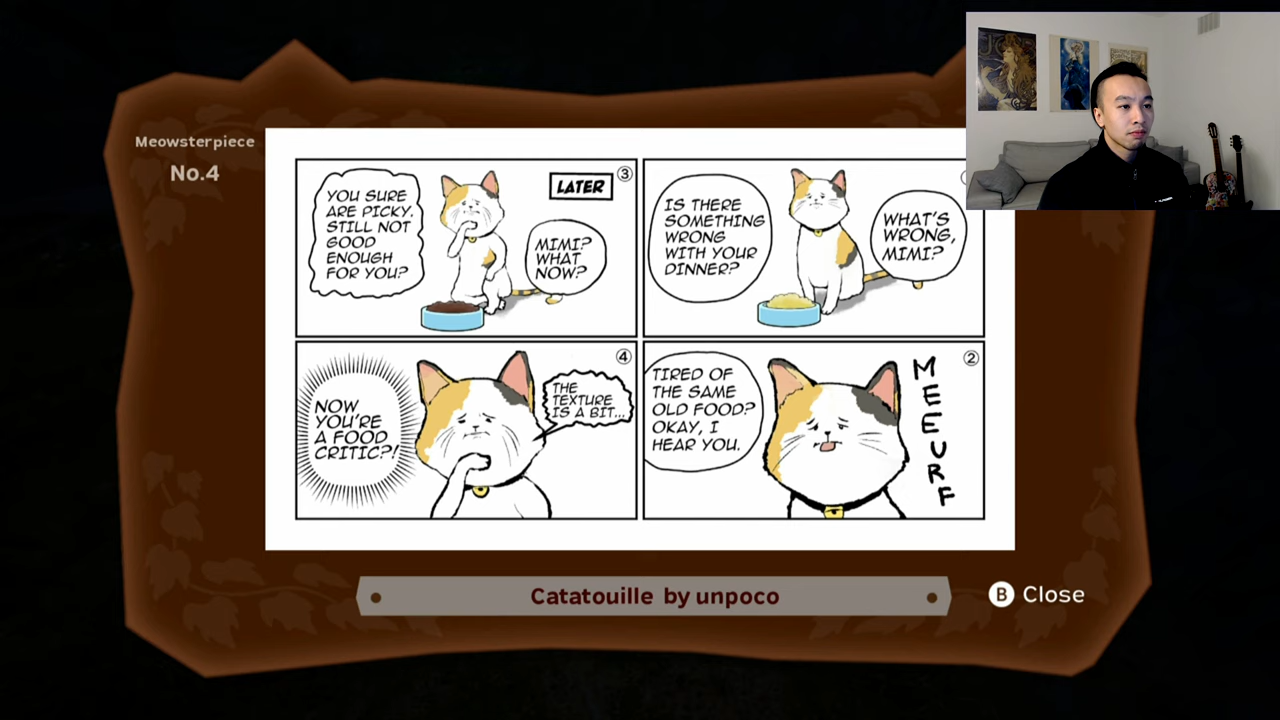 Meowsterpiece
No.4
WHAT'S
WRONG,
MIMI?
IS THERE
SOMETHING
WRONG
WITH YOUR
DINNER?
②
MEEURF
TIRED OF
THE SAME
OLD FOOD?
OKAY, I
HEAR YOU.
③
LATER
MIMI?
WHAT
NOW?
YOU SURE
ARE PICKY.
STILL NOT
GOOD
ENOUGH
FOR YOU?
④
THE
TEXTURE
IS A BIT...
NOW
YOU'RE
A FOOD
CRITIC?!
Catatouille by unpoco
B Close